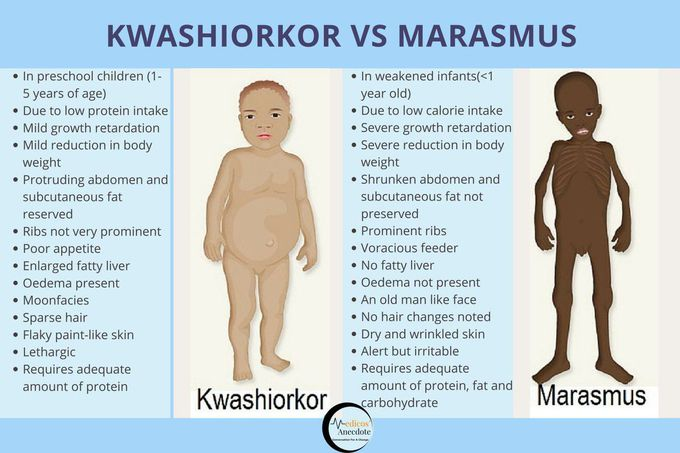 KWASHIORKOR VS MARASMUS
In preschool children (1-
5 years of age)
Due to low protein intake
Mild growth retardation
Mild reduction in body
weight
Protruding abdomen and
subcutaneous fat
reserved
Ribs not very prominent
Poor appetite
Enlarged fatty liver
Oedema present
Moonfacies
Sparse hair
Flaky paint-like skin
Lethargic
Requires adequate
amount of protein
Kwashiorkor
In weakened infants(<1
year old)
Due to low calorie intake
Severe growth retardation
Severe reduction in body
weight
Shrunken abdomen and
subcutaneous fat not
preserved
Prominent ribs
Voracious feeder
No fatty liver
Oedema not present
An old man like face
No hair changes noted
Dry and wrinkled skin
Alert but irritable
Requires adequate
amount of protein, fat and
carbohydrate
Marasmus
Medicos
Anecdote
Conversation For A Change